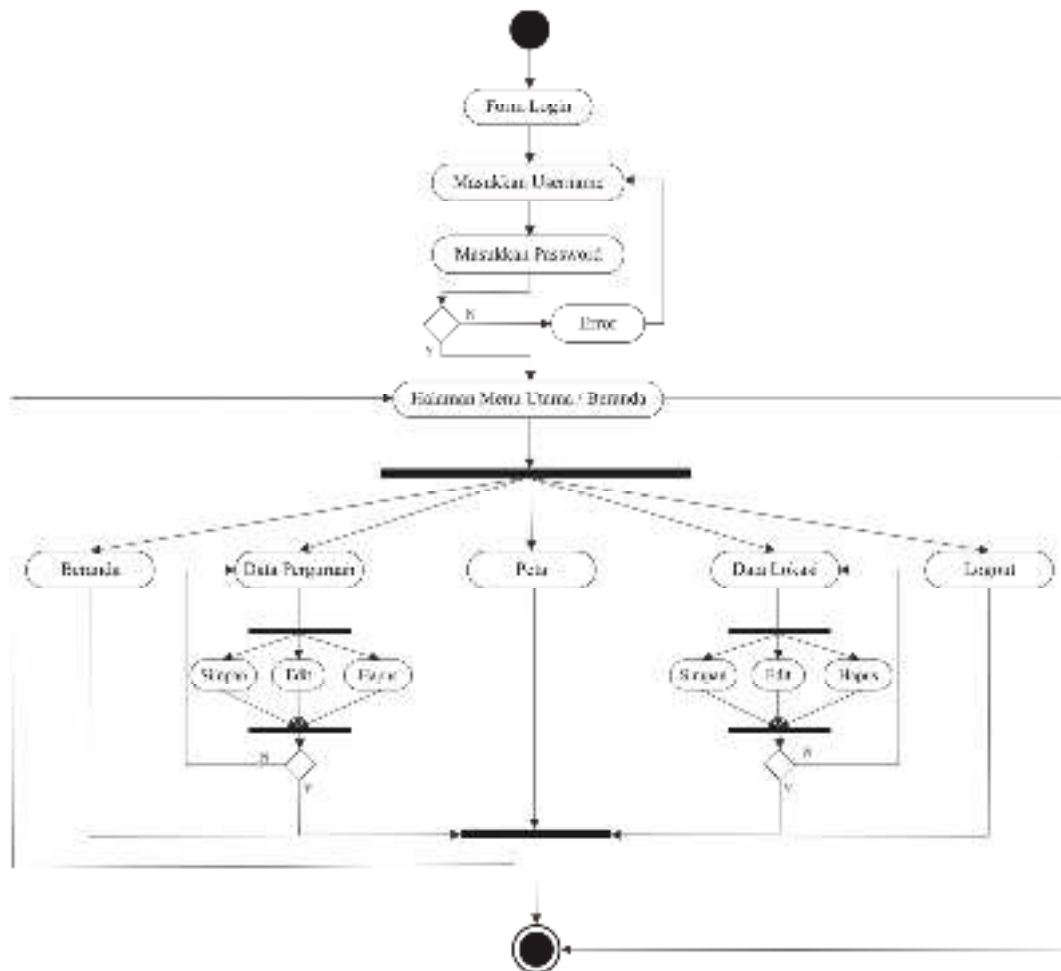 Form Login
Masukkan Username
Masukkan Password
N
Error
Y
Halaman Menu Utama / Beranda
Beranda
Data Perguruan
Peta
Data Lokasi
Logout
Simpan
Edit
Hapus
Simpan
Edit
Hapus
N
Y
N
Y